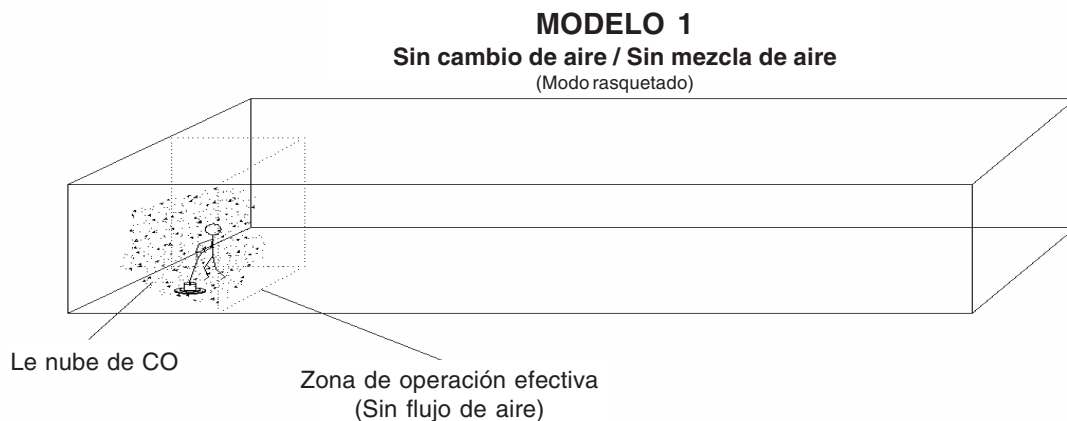 MODELO 1
Sin cambio de aire / Sin mezcla de aire
(Modo rasquetado)
Le nube de CO
Zona de operación efectiva
(Sin flujo de aire)